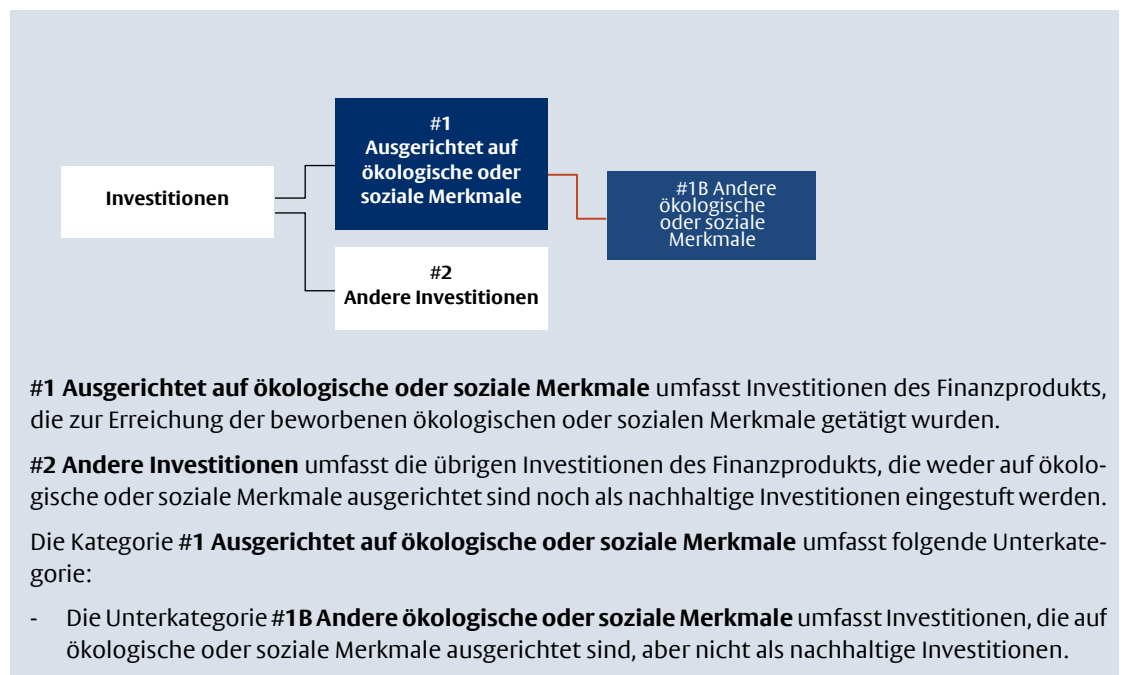 #1
Ausgerichtet auf
ökologische oder
soziale Merkmale
Investitionen
#1B Andere
ökologische
oder soziale
Merkmale
#2
Andere Investitionen
#1 Ausgerichtet auf ökologische oder soziale Merkmale umfasst Investitionen des Finanzprodukts,
die zur Erreichung der beworbenen ökologischen oder sozialen Merkmale getätigt wurden.
#2 Andere Investitionen umfasst die übrigen Investitionen des Finanzprodukts, die weder auf ökolo-
gische oder soziale Merkmale ausgerichtet sind noch als nachhaltige Investitionen eingestuft werden.
Die Kategorie #1 Ausgerichtet auf ökologische oder soziale Merkmale umfasst folgende Unterkate-
gorie:
- Die Unterkategorie #1B Andere ökologische oder soziale Merkmale umfasst Investitionen, die auf
ökologische oder soziale Merkmale ausgerichtet sind, aber nicht als nachhaltige Investitionen.